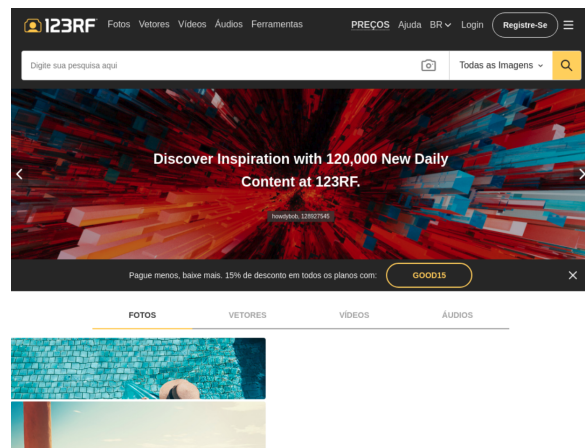 123RF Fotos Vetores Vídeos Áudios Ferramentas PREÇOS Ajuda BR Login Registre-Se
Digite sua pesquisa aqui Todas as Imagens
Discover Inspiration with 120,000 New Daily
Content at 123RF.
howdybob, 128927545
Pague menos, baixe mais. 15% de desconto em todos os planos com: GOOD15
FOTOS VETORES VÍDEOS ÁUDIOS